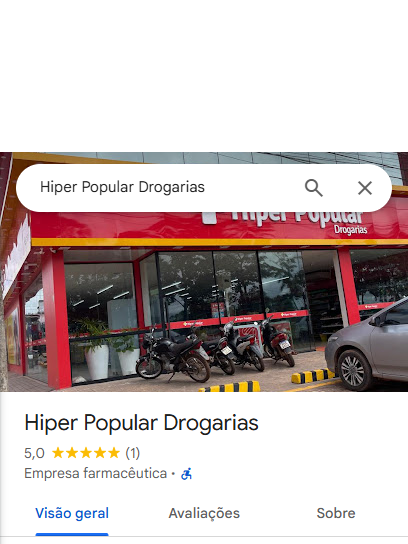 Hiper Popular Drogarias
Hiper Popular
Drogarias
Hiper Popular Drogarias
5,0 (1)
Empresa farmacêutica ·
Visão geral
Avaliações
Sobre